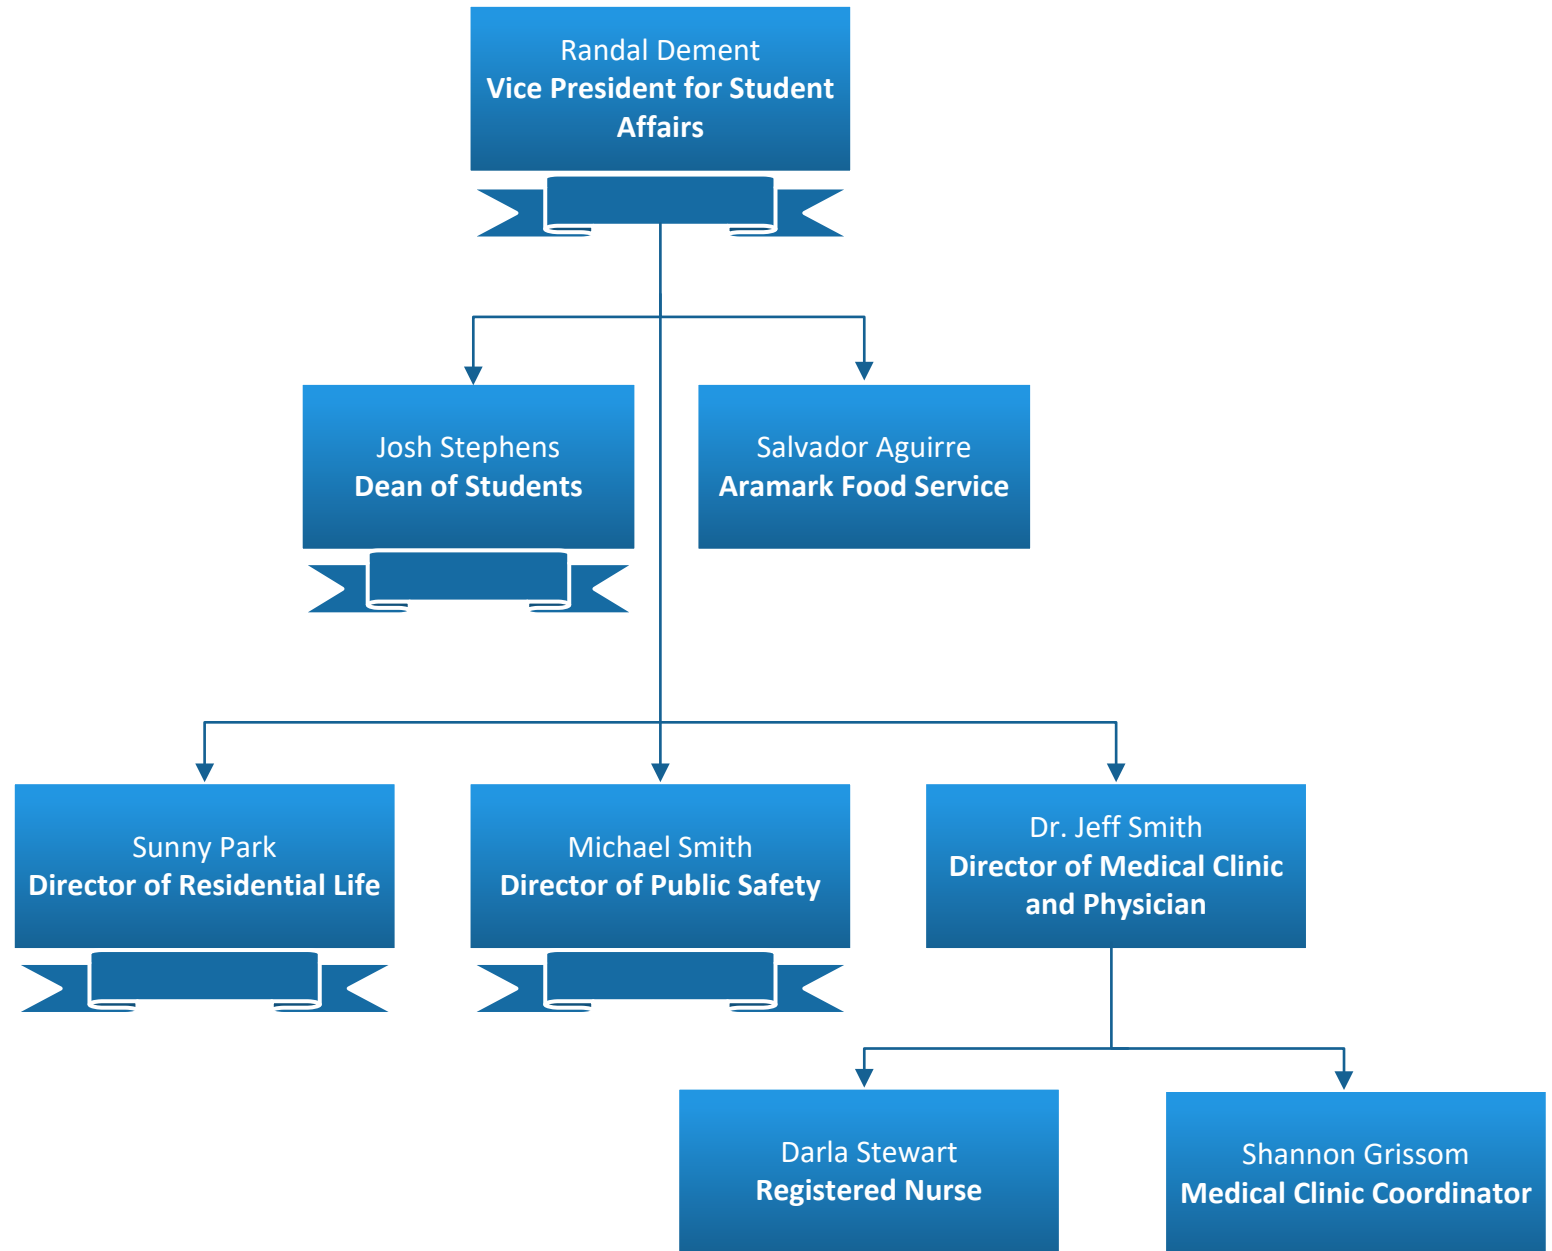 Randal Dement
Vice President for Student
Affairs
Josh Stephens
Dean of Students
Salvador Aguirre
Aramark Food Service
Sunny Park
Director of Residential Life
Michael Smith
Director of Public Safety
Dr. Jeff Smith
Director of Medical Clinic
and Physician
Darla Stewart
Registered Nurse
Shannon Grissom
Medical Clinic Coordinator